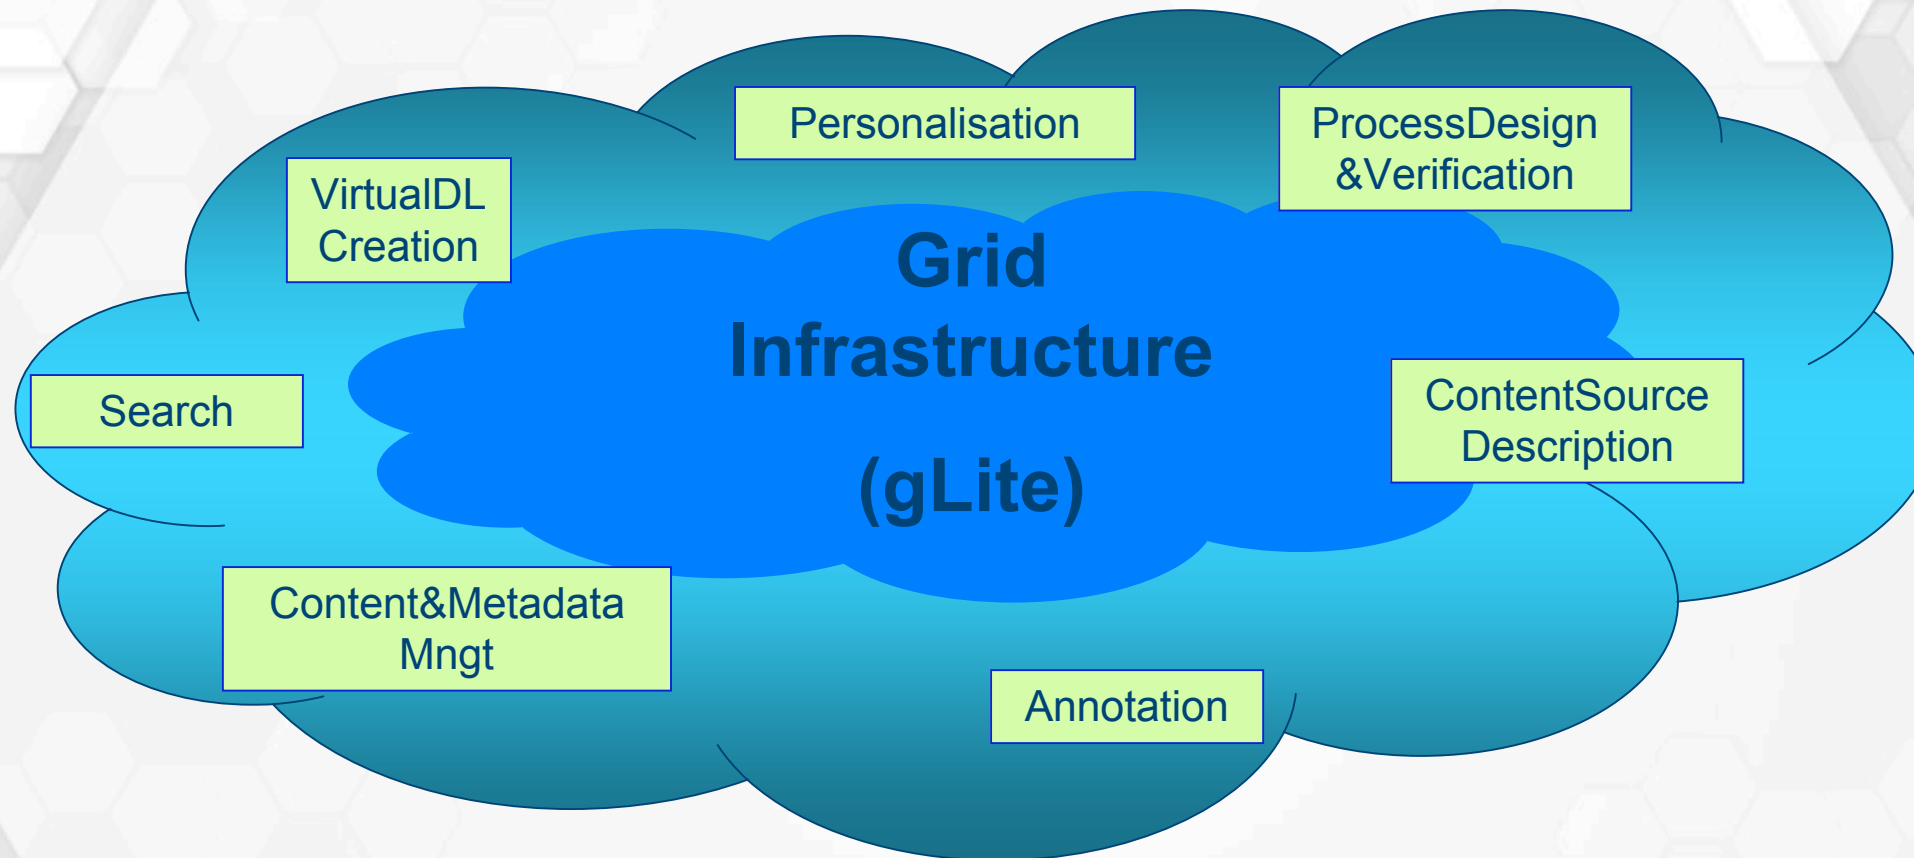 Personalisation
ProcessDesign
&Verification
VirtualDL
Creation
Grid
Infrastructure
(gLite)
Search
ContentSource
Description
Content&Metadata
Mngt
Annotation